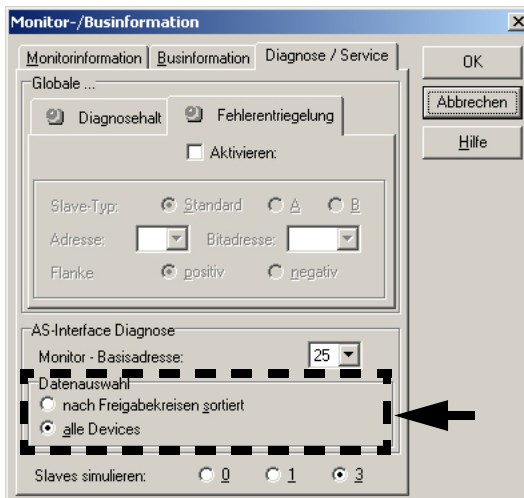 Monitor-/Businformation
Monitorinformation Businformation Diagnose / Service
OK
Abbrechen
Hilfe
Globale ...
Diagnosehalt Fehlerentriegelung
Aktivieren:
Slave-Typ: Standard A B
Adresse: Bitadresse:
Flanke positiv negativ
AS-Interface Diagnose
Monitor - Basisadresse: 25
Datenauswahl
nach Freigabekreisen sortiert
alle Devices
Slaves simulieren: 0 1 3